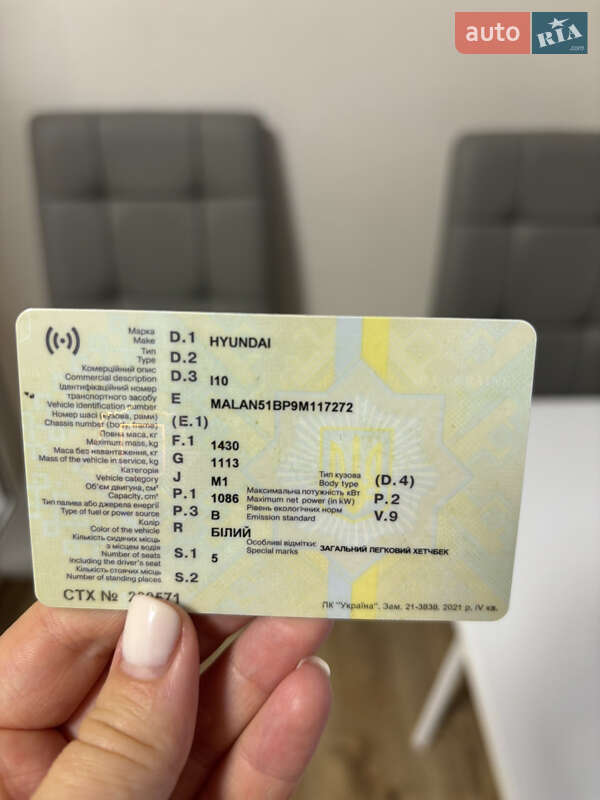 auto RIA.com
Марка
Make D.1 HYUNDAI
Тип
Type D.2
Комерційний опис
Commercial description D.3 I10
Ідентифікаційний номер
транспортного засобу
Vehicle identification number E MALAN51BP9M117272
Номер шасі (кузова, рами)
Chassis number (body, frame) (E.1)
Повна маса, кг
Maximum mass, kg F.1 1430
Маса без навантаження, кг
Mass of the vehicle in service, kg G 1113
Категорія
Vehicle category J M1
Тип кузова
Body type (D.4)
Об'єм двигуна, см³
Capacity, cm³ P.1 1086
Максимальна потужність кВт
Maximum net power (in kW) P.2
Тип палива або джерела енергії
Type of fuel or power source P.3 B
Рівень екологічних норм
Emission standard V.9
Колір
Color of the vehicle R БІЛИЙ
Кількість сидячих місць
з місцем водія
Number of seats
including the driver's seat S.1 5
Особливі відмітки:
Special marks ЗАГАЛЬНИЙ ЛЕГКОВИЙ ХЕТЧБЕК
Кількість стоячих місць
Number of standing places S.2
СТХ №
ПК "Україна". Зам. 21-3838, 2021 р. IV кв.